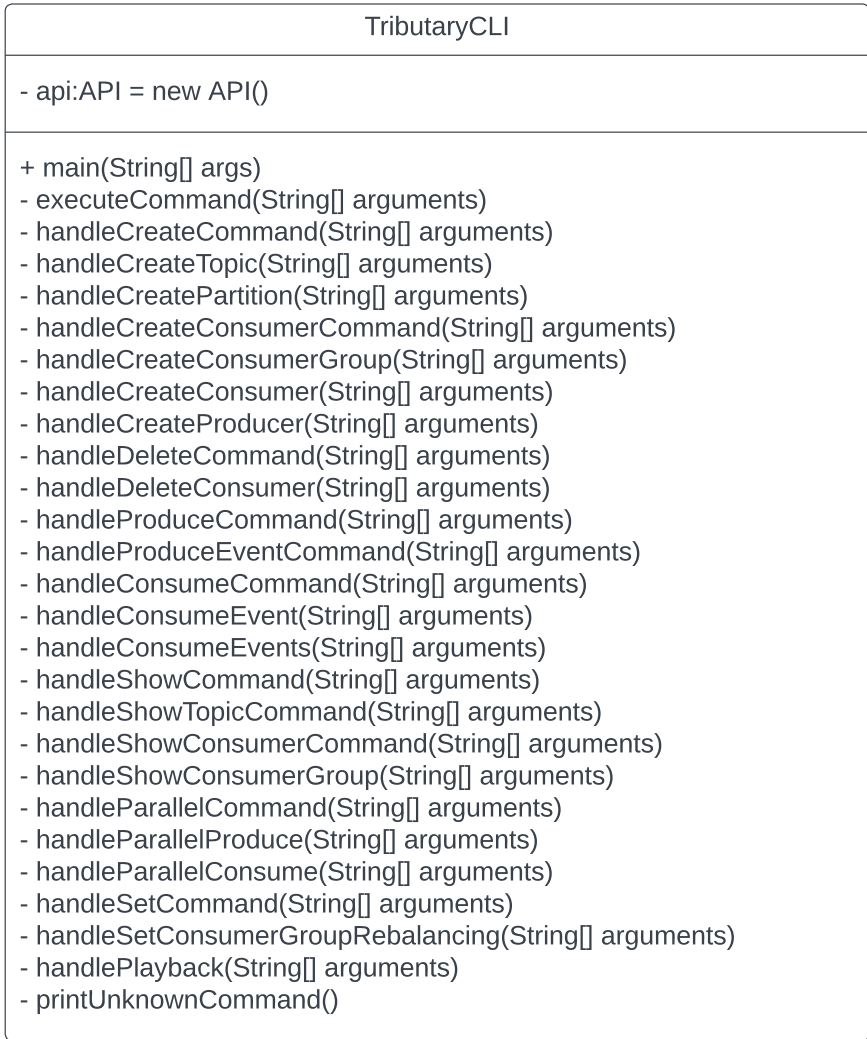 TributaryCLI
- api:API = new API()
+ main(String[] args)
- executeCommand(String[] arguments)
- handleCreateCommand(String[] arguments)
- handleCreateTopic(String[] arguments)
- handleCreatePartition(String[] arguments)
- handleCreateConsumerCommand(String[] arguments)
- handleCreateConsumerGroup(String[] arguments)
- handleCreateConsumer(String[] arguments)
- handleCreateProducer(String[] arguments)
- handleDeleteCommand(String[] arguments)
- handleDeleteConsumer(String[] arguments)
- handleProduceCommand(String[] arguments)
- handleProduceEventCommand(String[] arguments)
- handleConsumeCommand(String[] arguments)
- handleConsumeEvent(String[] arguments)
- handleConsumeEvents(String[] arguments)
- handleShowCommand(String[] arguments)
- handleShowTopicCommand(String[] arguments)
- handleShowConsumerCommand(String[] arguments)
- handleShowConsumerGroup(String[] arguments)
- handleParallelCommand(String[] arguments)
- handleParallelProduce(String[] arguments)
- handleParallelConsume(String[] arguments)
- handleSetCommand(String[] arguments)
- handleSetConsumerGroupRebalancing(String[] arguments)
- handlePlayback(String[] arguments)
- printUnknownCommand()